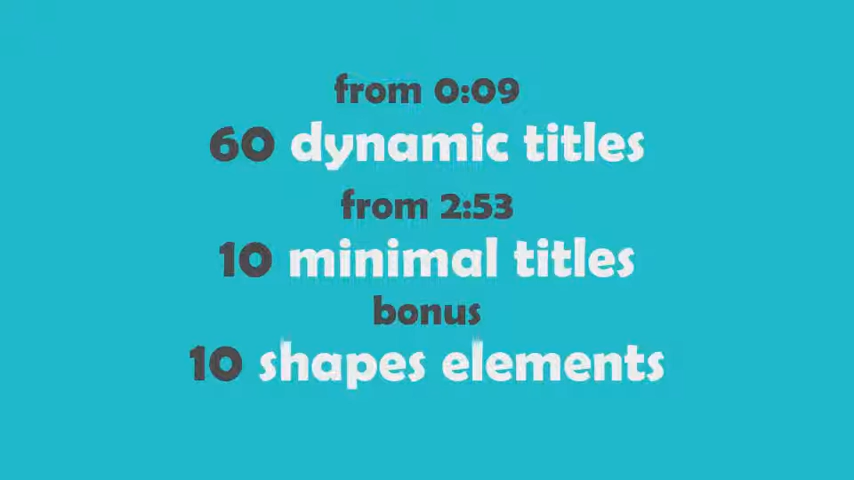 from 0:09
60 dynamic titles
from 2:53
10 minimal titles
bonus
10 shapes elements